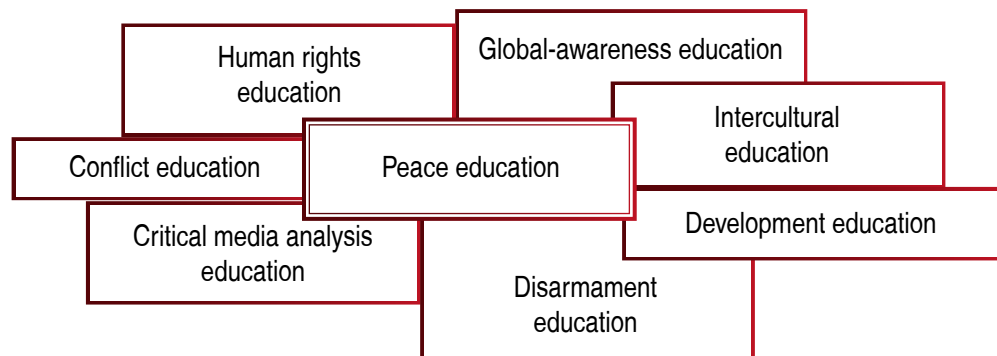 Human rights
education
Global-awareness education
Intercultural
education
Conflict education
Peace education
Development education
Critical media analysis
education
Disarmament
education